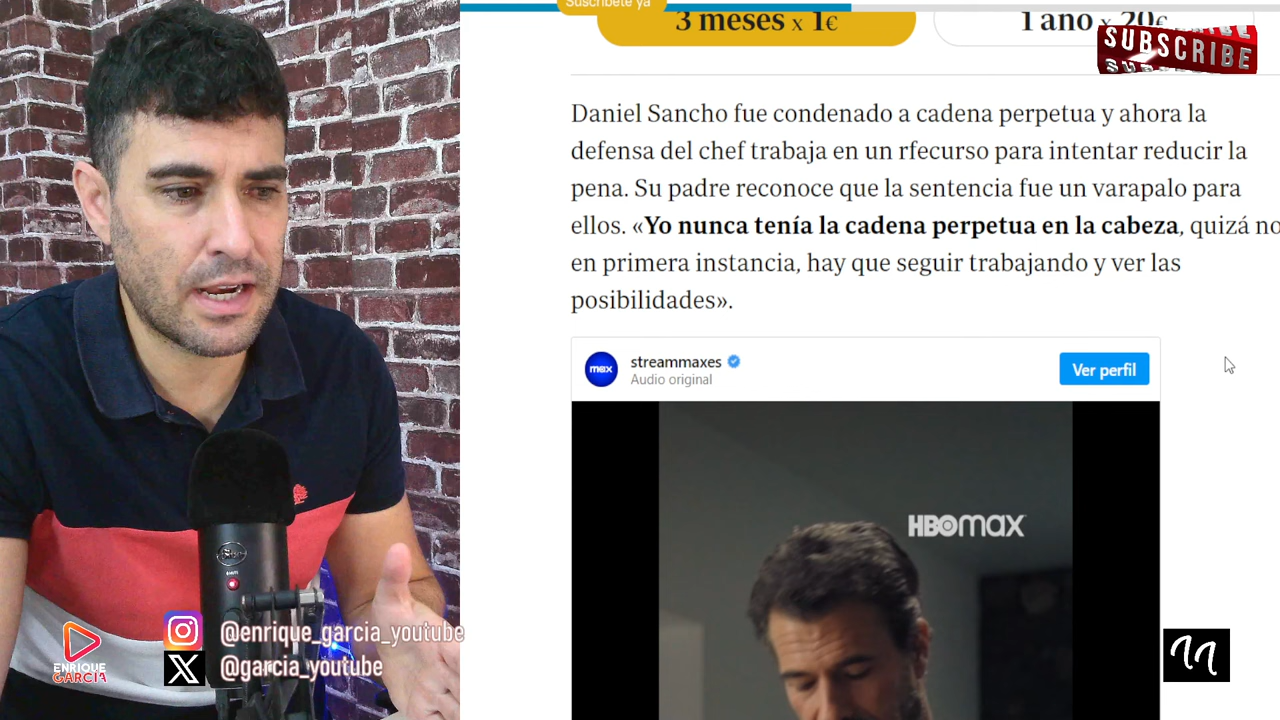 Suscríbete ya
3 meses x 1€
1 año x 20€
SUBSCRIBE
Daniel Sancho fue condenado a cadena perpetua y ahora la
defensa del chef trabaja en un rfecurso para intentar reducir la
pena. Su padre reconoce que la sentencia fue un varapalo para
ellos. «Yo nunca tenía la cadena perpetua en la cabeza, quizá no
en primera instancia, hay que seguir trabajando y ver las
posibilidades».
max
streammaxes
Audio original
Ver perfil
HBOmax
@enrique_garcia_youtube
@garcia_youtube
ENRIQUE
GARCÍA